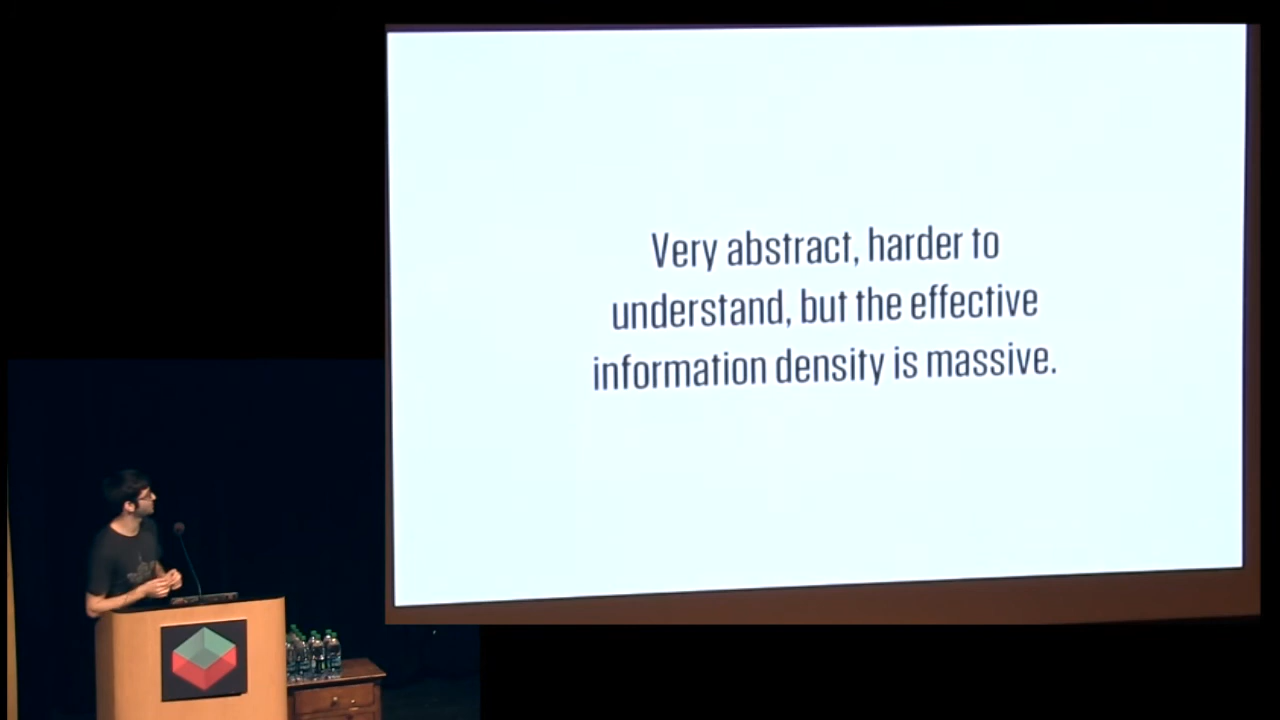 Very abstract, harder to
understand, but the effective
information density is massive.